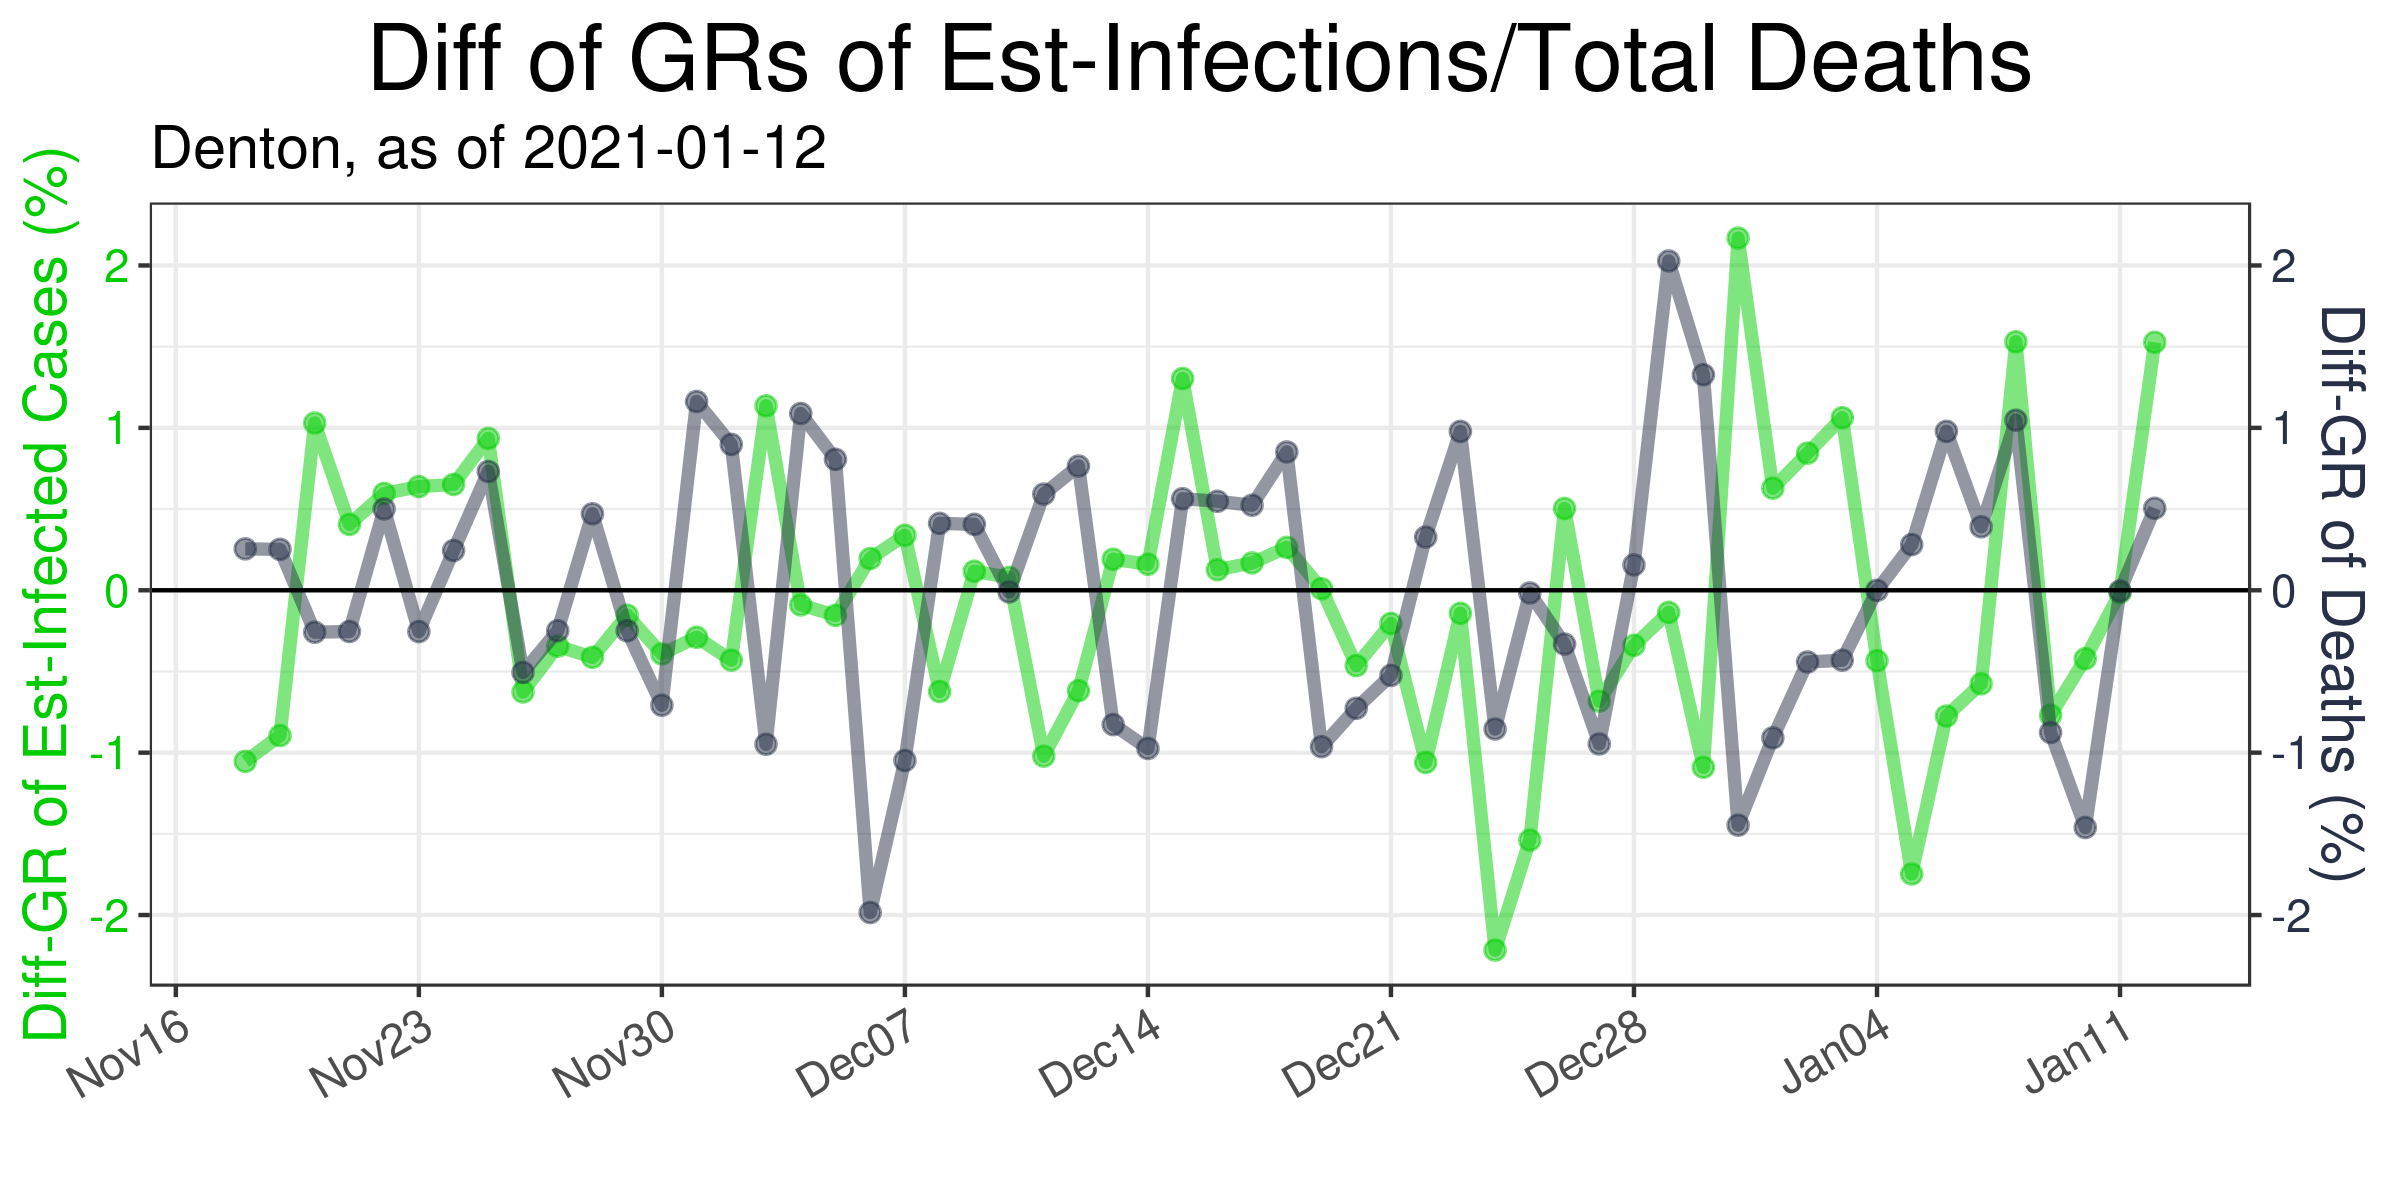 Diff of GRs of Est-Infections/Total Deaths
Denton, as of 2021-01-12
Diff-GR of Est-Infected Cases (%)
2
1
0
-1
-2
2
1
0
-1
-2
Diff-GR of Deaths (%)
Nov16
Nov23
Nov30
Dec07
Dec14
Dec21
Dec28
Jan04
Jan11